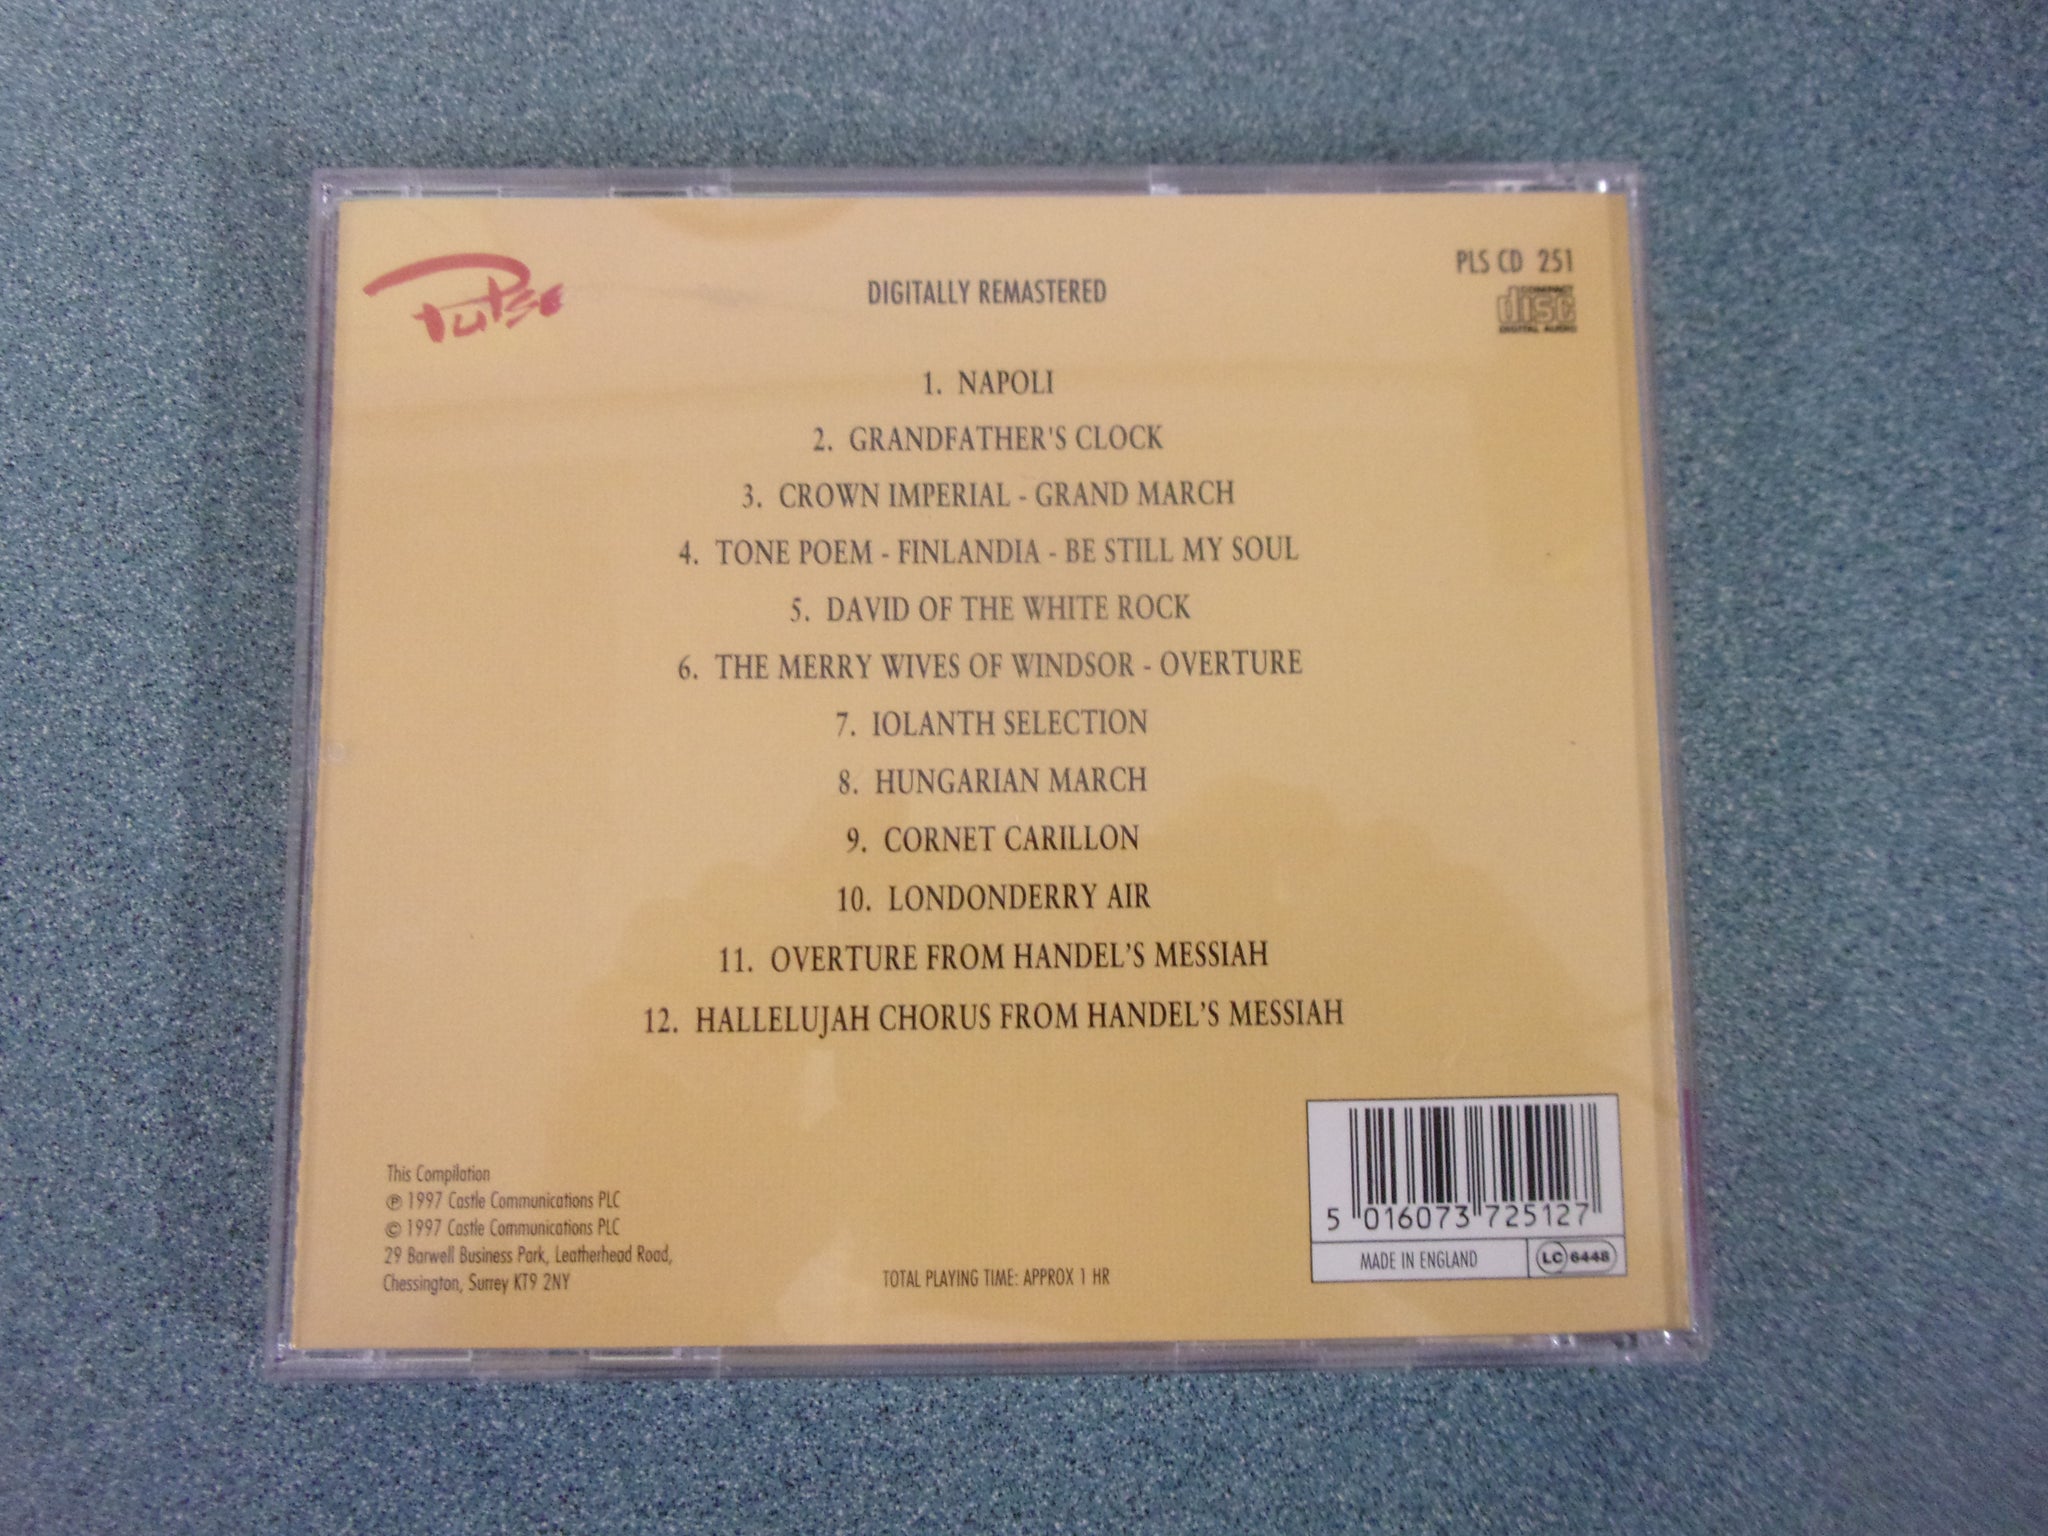 Pulse
DIGITALLY REMASTERED
PLS CD 251
COMPACT
disc
DIGITAL AUDIO
1. NAPOLI
2. GRANDFATHER'S CLOCK
3. CROWN IMPERIAL - GRAND MARCH
4. TONE POEM - FINLANDIA - BE STILL MY SOUL
5. DAVID OF THE WHITE ROCK
6. THE MERRY WIVES OF WINDSOR - OVERTURE
7. IOLANTH SELECTION
8. HUNGARIAN MARCH
9. CORNET CARILLON
10. LONDONDERRY AIR
11. OVERTURE FROM HANDEL'S MESSIAH
12. HALLELUJAH CHORUS FROM HANDEL'S MESSIAH
This Compilation
℗ 1997 Castle Communications PLC
© 1997 Castle Communications PLC
29 Barwell Business Park, Leatherhead Road,
Chessington, Surrey KT9 2NY
TOTAL PLAYING TIME: APPROX 1 HR
5 016073 725127
MADE IN ENGLAND
LC 6448